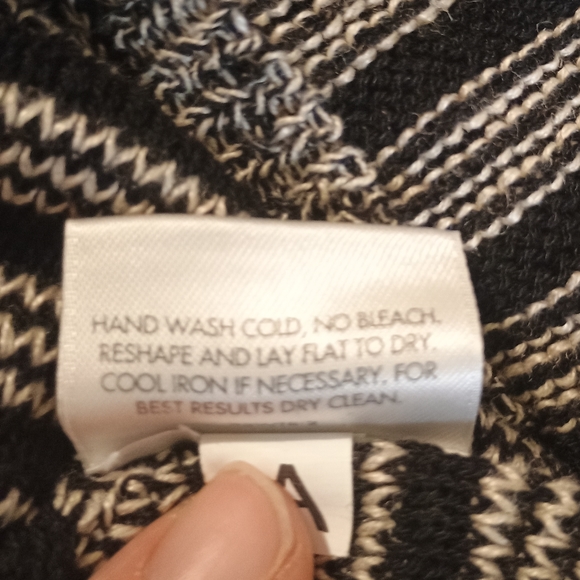 HAND WASH COLD, NO BLEACH.
RESHAPE AND LAY FLAT TO DRY.
COOL IRON IF NECESSARY. FOR
BEST RESULTS DRY CLEAN.
A